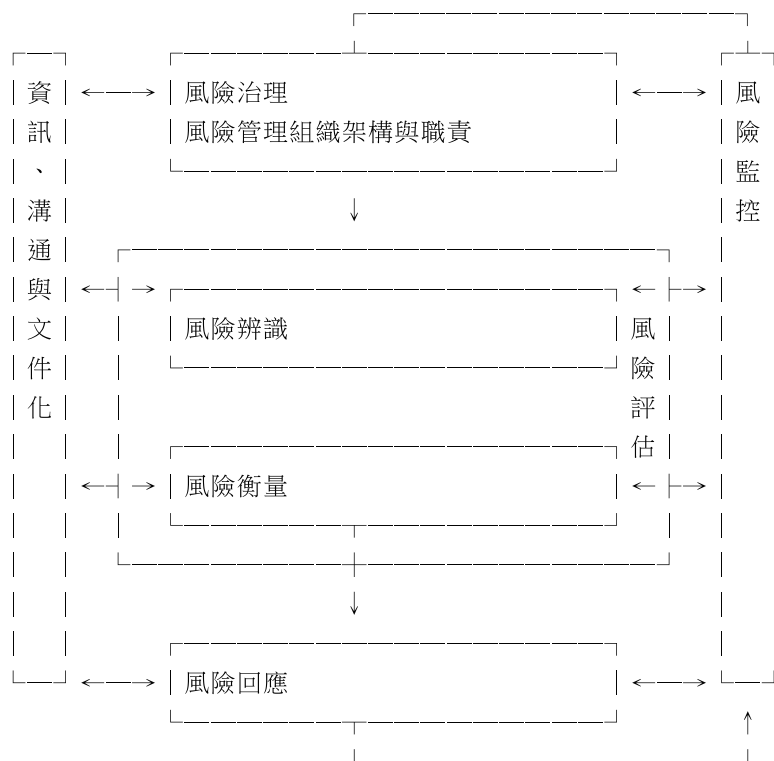 資訊、溝通與文件化
風險治理
風險管理組織架構與職責
風險辨識
風險衡量
風險評估
風險回應
風險監控